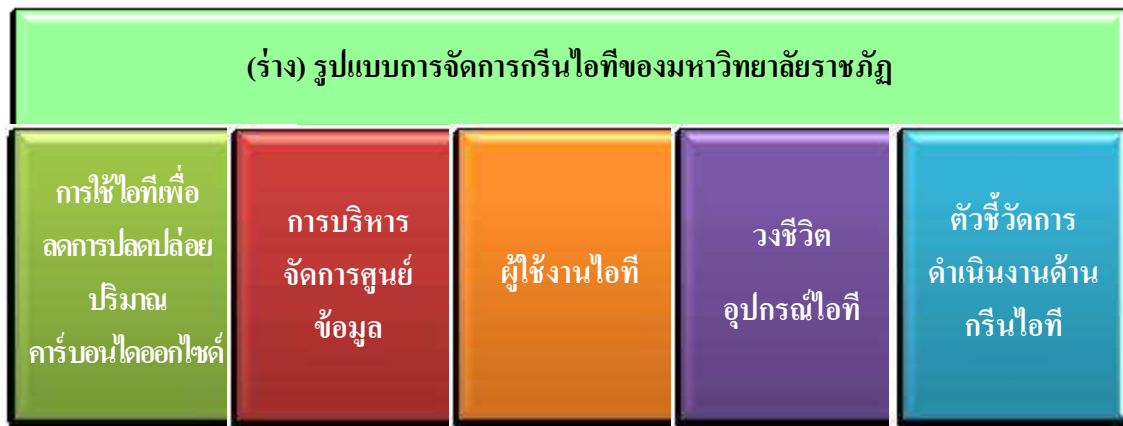 (ร่าง) รูปแบบการจัดการกรีนไอทีของมหาวิทยาลัยราชภัฏ
การใช้ไอทีเพื่อ
ลดการปลดปล่อย
ปริมาณ
คาร์บอนไดออกไซด์
การบริหาร
จัดการศูนย์
ข้อมูล
ผู้ใช้งานไอที
วงชีวิต
อุปกรณ์ไอที
ตัวชี้วัดการ
ดำเนินงานด้าน
กรีนไอที